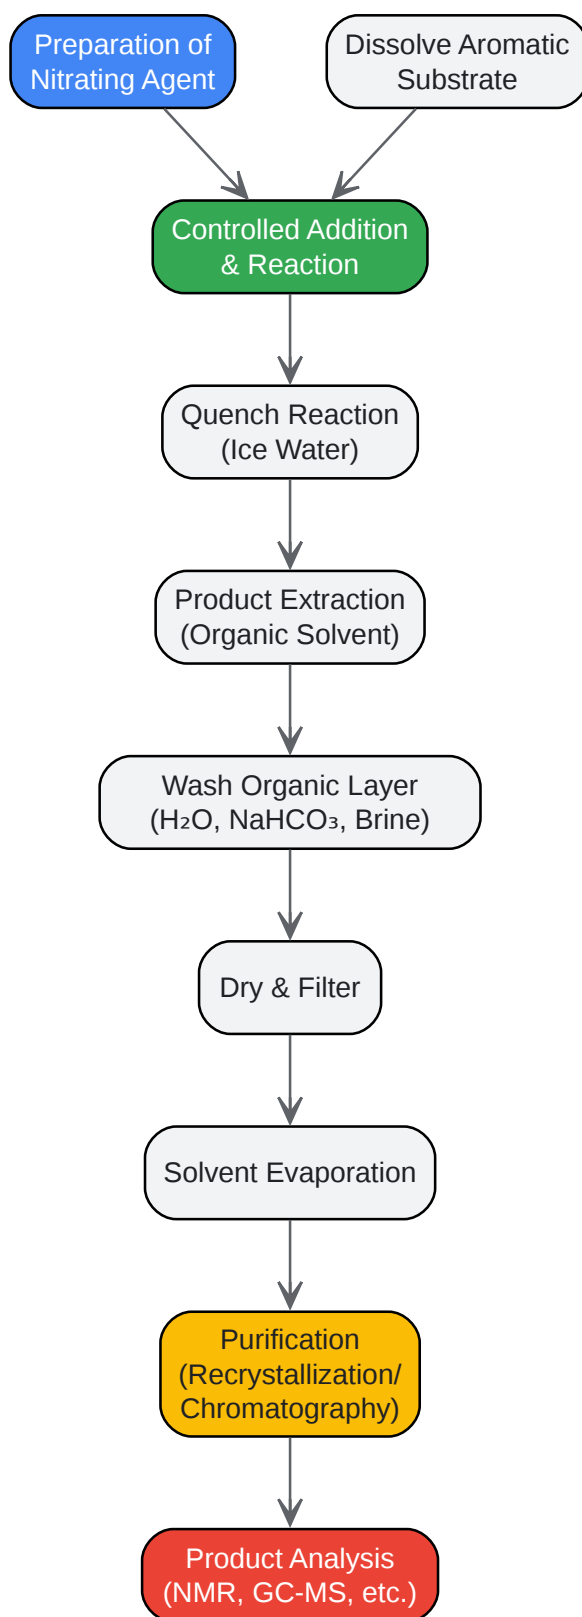 Preparation of
Nitrating Agent
Dissolve Aromatic
Substrate
Controlled Addition
& Reaction
Quench Reaction
(Ice Water)
Product Extraction
(Organic Solvent)
Wash Organic Layer
(H₂O, NaHCO₃, Brine)
Dry & Filter
Solvent Evaporation
Purification
(Recrystallization/
Chromatography)
Product Analysis
(NMR, GC-MS, etc.)